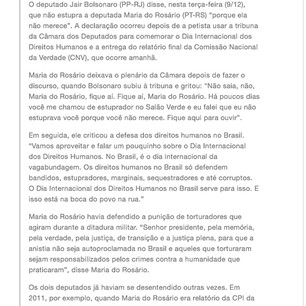 O deputado Jair Bolsonaro (PP-RJ) disse, nesta terça-feira (9/12),
que não estupra a deputada Maria do Rosário (PT-RS) "porque ela
não merece". A declaração ocorreu depois de a petista usar a tribuna
da Câmara dos Deputados para comemorar o Dia Internacional dos
Direitos Humanos e a entrega do relatório final da Comissão Nacional
da Verdade (CNV), que ocorre amanhã.
Maria do Rosário deixava o plenário da Câmara depois de fazer o
discurso, quando Bolsonaro subiu à tribuna e gritou: "Não saia, não,
Maria do Rosário, fique aí. Fique aí, Maria do Rosário. Há poucos dias
você me chamou de estuprador no Salão Verde e eu falei que eu não
estuprava você porque você não merece. Fique aqui para ouvir".
Em seguida, ele criticou a defesa dos direitos humanos no Brasil.
"Vamos aproveitar e falar um pouquinho sobre o Dia Internacional
dos Direitos Humanos. No Brasil, é o dia internacional da
vagabundagem. Os direitos humanos no Brasil só defendem
bandidos, estupradores, marginais, sequestradores e até corruptos.
O Dia Internacional dos Direitos Humanos no Brasil serve para isso. E
isso está na boca do povo na rua."
Maria do Rosário havia defendido a punição de torturadores que
agiram durante a ditadura militar. "Senhor presidente, pela memória,
pela verdade, pela justiça, de transição e a justiça plena, para que a
anistia não seja autoproclamada no Brasil e aqueles que torturaram
sejam responsabilizados pelos crimes contra a humanidade que
praticaram", disse Maria do Rosário.
Os dois deputados já haviam se desentendido outras vezes. Em
2011, por exemplo, quando Maria do Rosário era relatório da CPI da